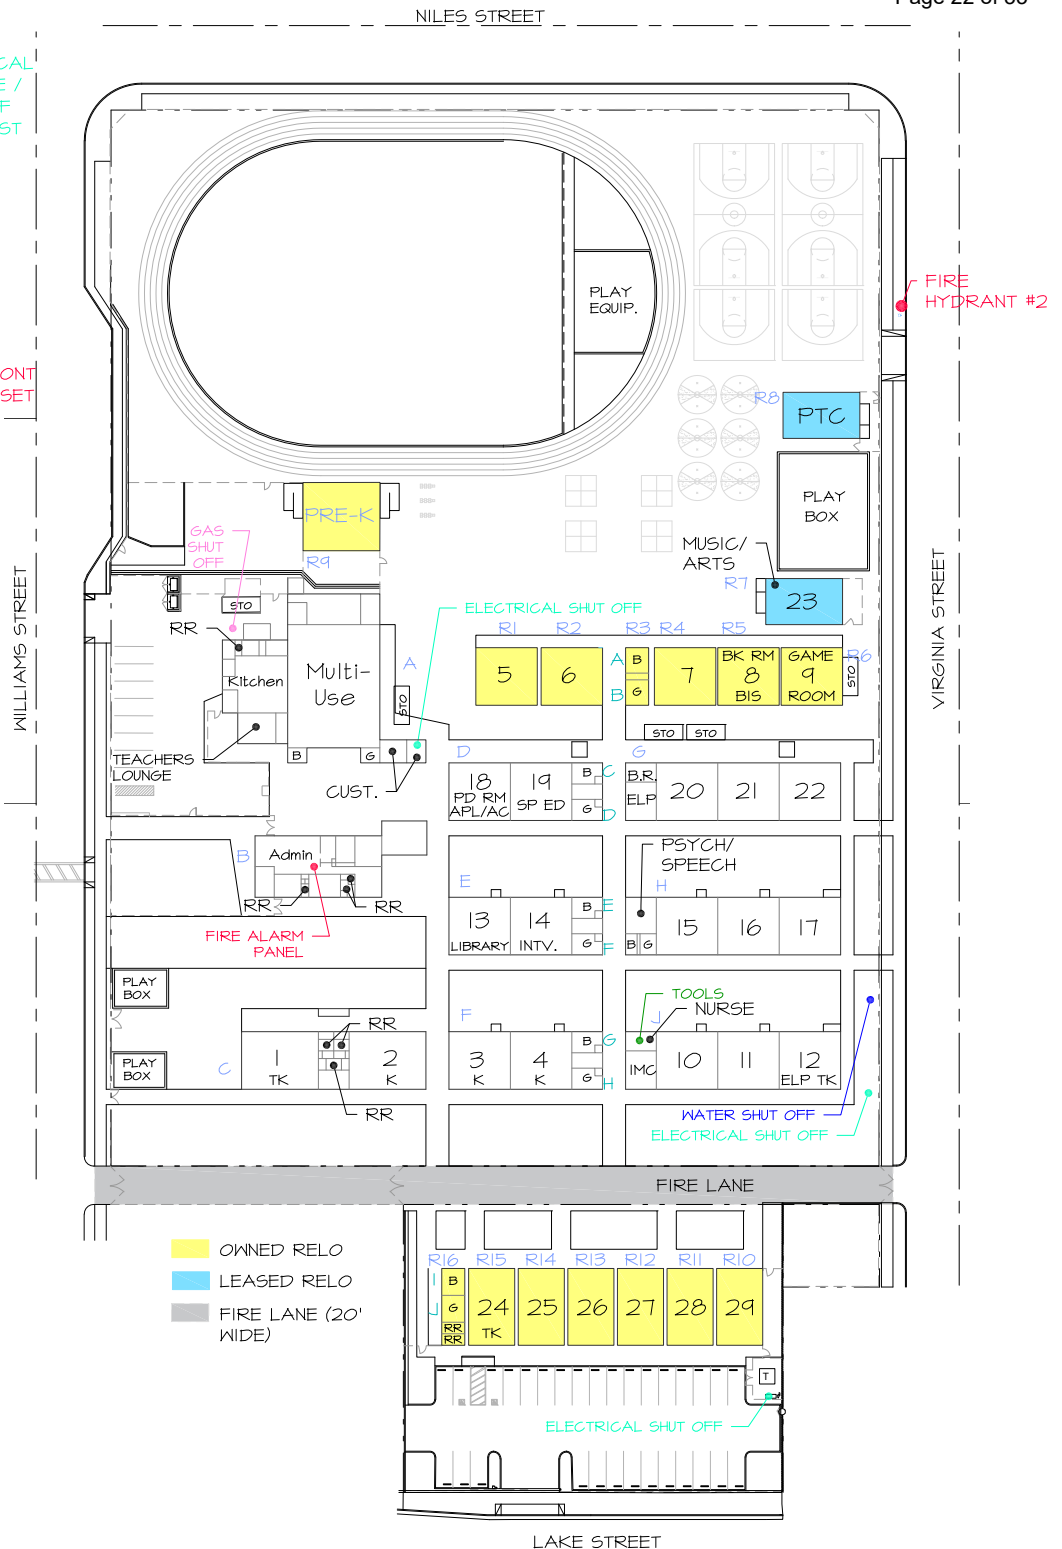 NILES STREET
FIRE
HYDRANT #2
PLAY
EQUIP.
R8
PTC
PLAY
BOX
PRE-K
R9
GAS
SHUT
OFF
MUSIC/
ARTS
R7
23
WILLIAMS STREET
VIRGINIA STREET
STO
RR
ELECTRICAL SHUT OFF
R1
R2
R3
R4
R5
R6
A
Kitchen
Multi-
Use
STO
5
6
A
B
B
G
7
BK RM
8
BIS
GAME
9
ROOM
STO
STO
STO
TEACHERS
LOUNGE
B
G
CUST.
D
G
18
PD RM
APL/AC
19
SP ED
B
C
G
D
B.R.
ELP
20
21
22
B
Admin
RR
RR
FIRE ALARM
PANEL
E
PSYCH/
SPEECH
H
13
LIBRARY
14
INTV.
B
E
G
F
B
G
15
16
17
PLAY
BOX
PLAY
BOX
C
1
TK
RR
RR
2
K
F
3
K
4
K
B
G
G
H
TOOLS
NURSE
J
IMC
10
11
12
ELP TK
WATER SHUT OFF
ELECTRICAL SHUT OFF
FIRE LANE
OWNED RELO
LEASED RELO
FIRE LANE (20'
WIDE)
R16
R15
R14
R13
R12
R11
R10
I
J
B
G
RR
RR
24
TK
25
26
27
28
29
T
ELECTRICAL SHUT OFF
LAKE STREET